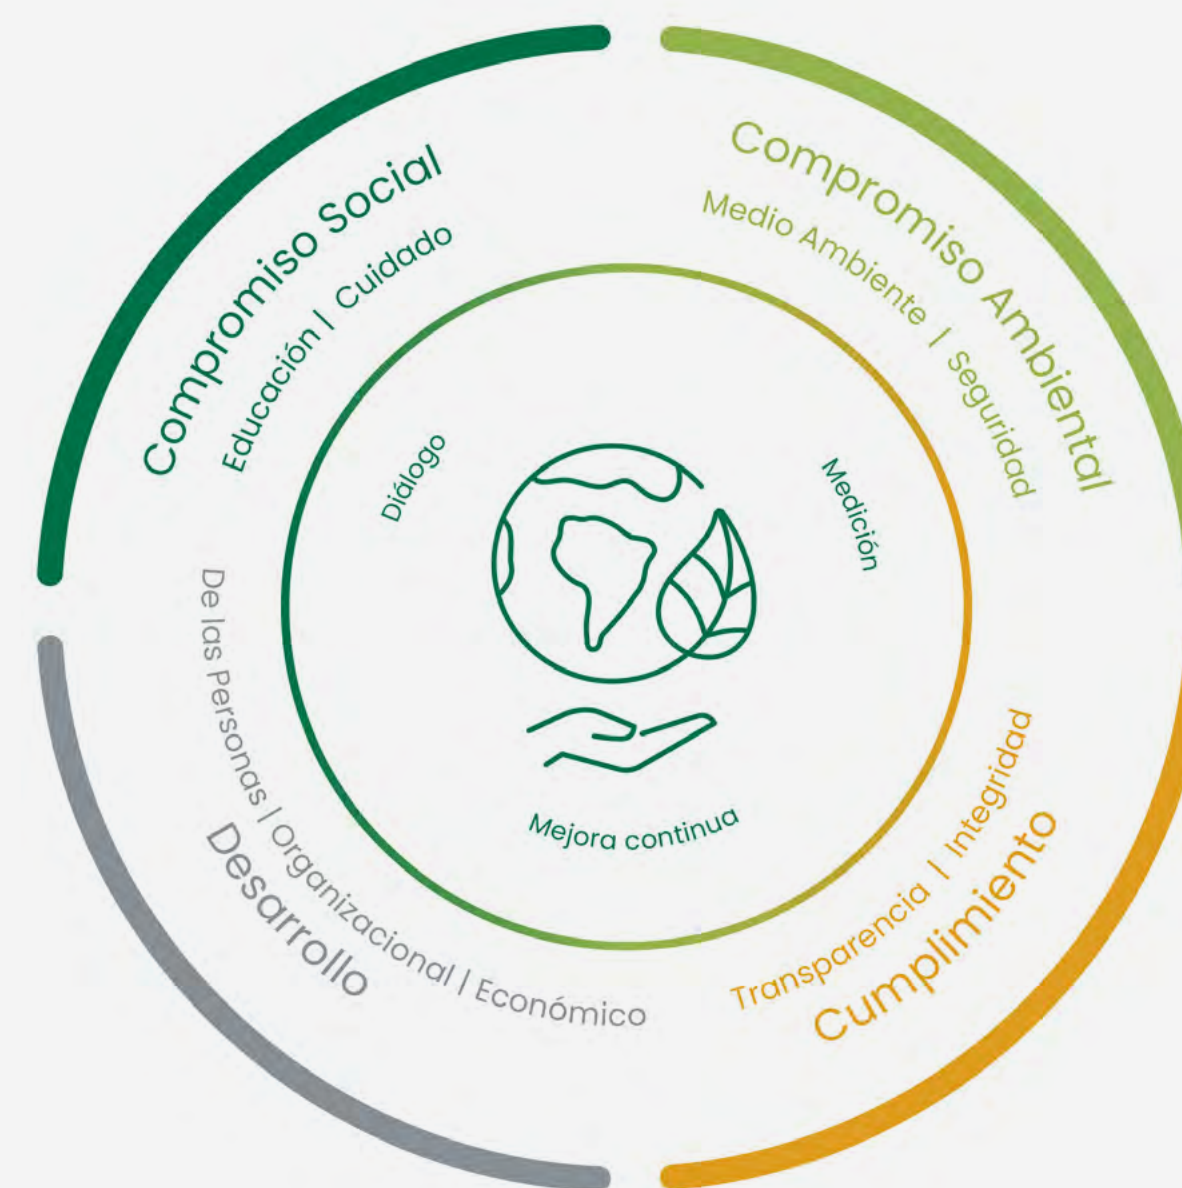 Compromiso Social
Educación | Cuidado
Compromiso Ambiental
Medio Ambiente | Seguridad
Diálogo
Medición
Mejora continua
De las Personas | Organizacional | Económico
Desarrollo
Transparencia | Integridad
Cumplimiento